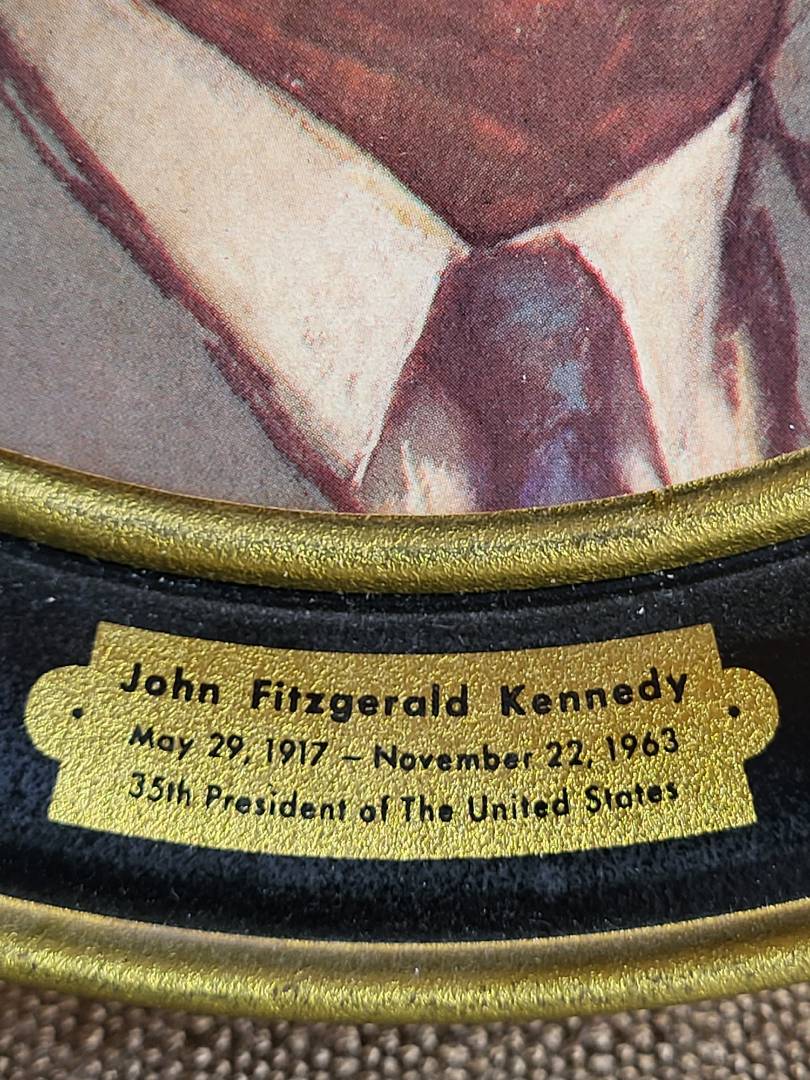 John Fitzgerald Kennedy
May 29, 1917 – November 22, 1963
35th President of The United States